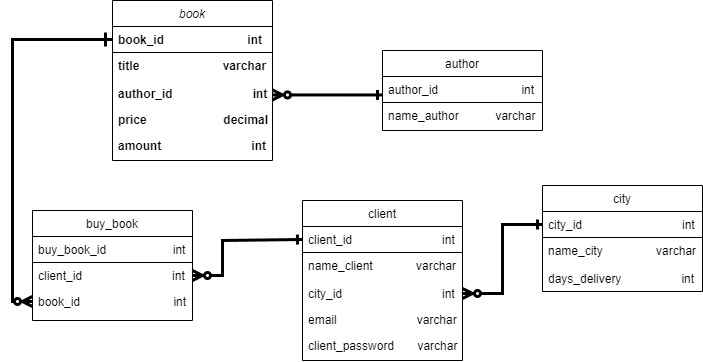 book
book_id int
title varchar
author_id int
price decimal
amount int
author
author_id int
name_author varchar
buy_book
buy_book_id int
client_id int
book_id int
client
client_id int
name_client varchar
city_id int
email varchar
client_password varchar
city
city_id int
name_city varchar
days_delivery int